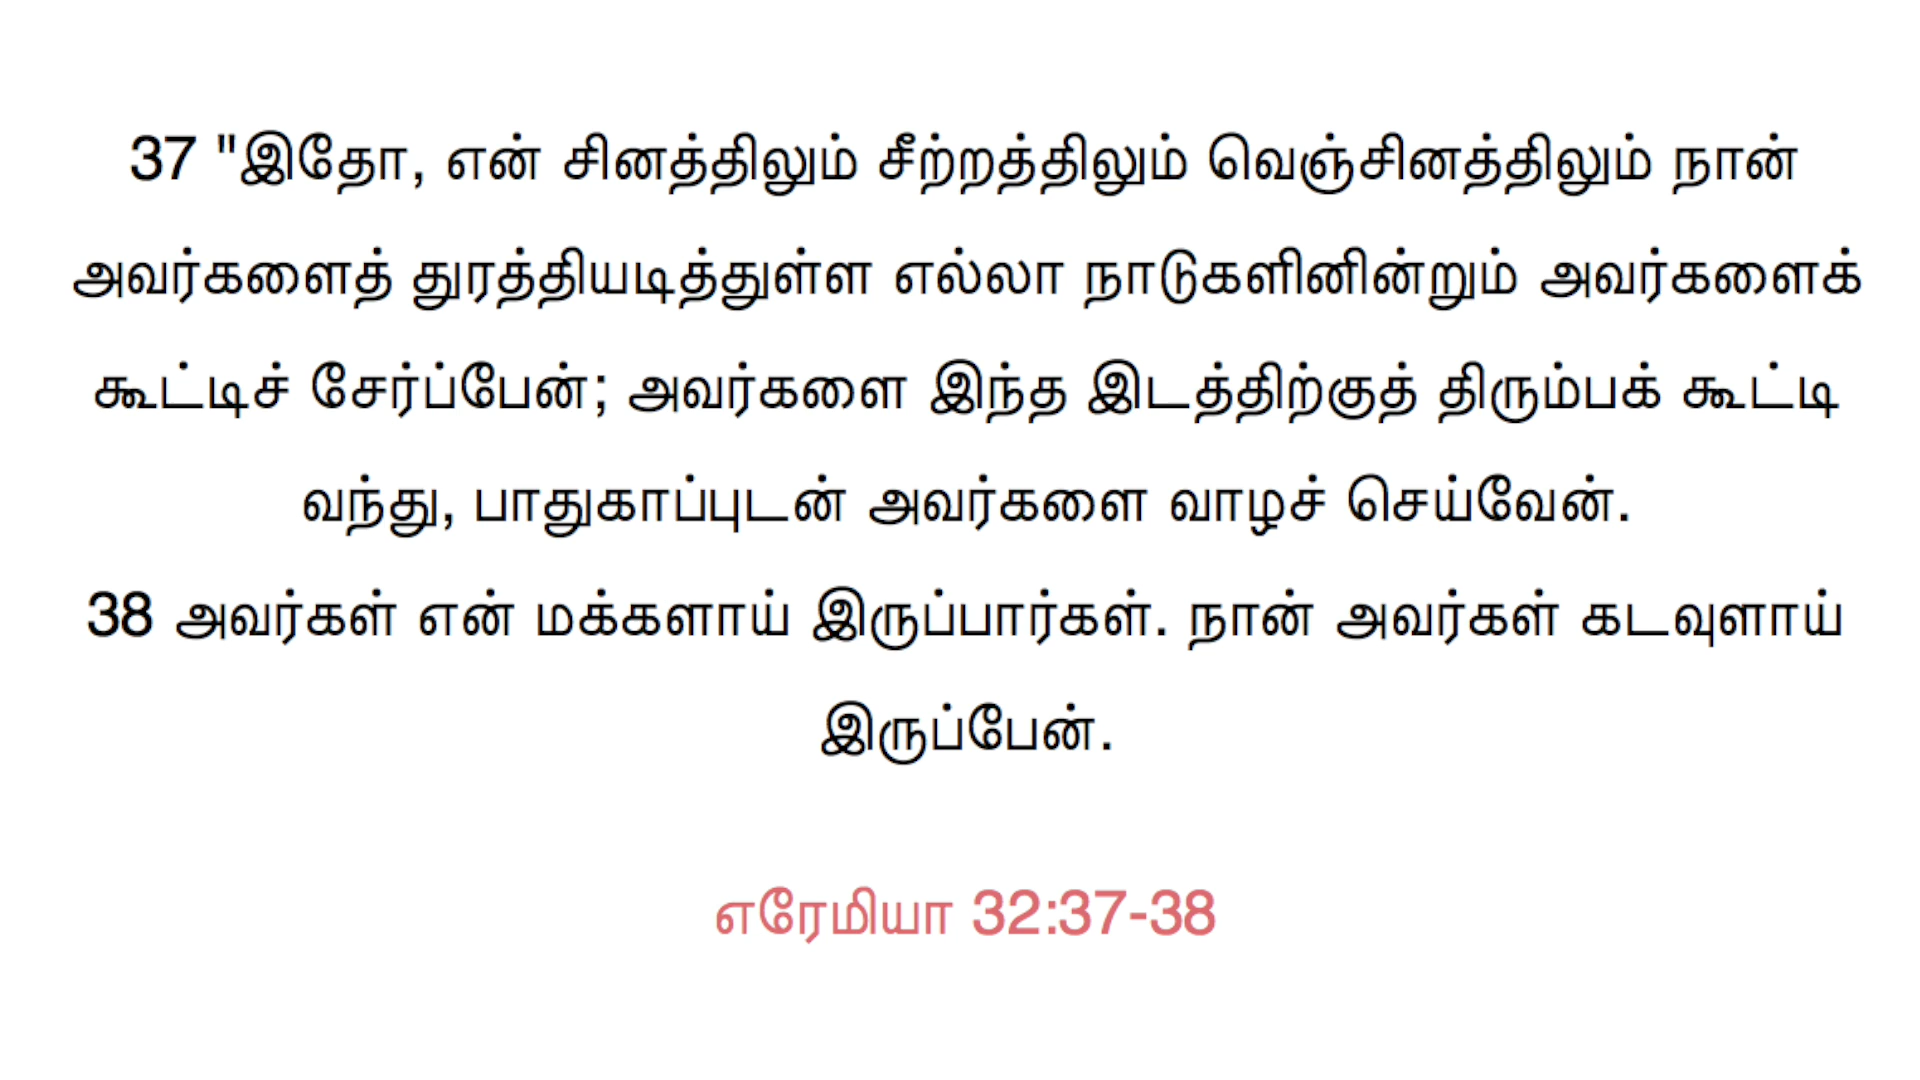 37 "இதோ, என் சினத்திலும் சீற்றத்திலும் வெஞ்சினத்திலும் நான்
அவர்களைத் துரத்தியடித்துள்ள எல்லா நாடுகளினின்றும் அவர்களைக்
கூட்டிச் சேர்ப்பேன்; அவர்களை இந்த இடத்திற்குத் திரும்பக் கூட்டி
வந்து, பாதுகாப்புடன் அவர்களை வாழச் செய்வேன்.
38 அவர்கள் என் மக்களாய் இருப்பார்கள். நான் அவர்கள் கடவுளாய்
இருப்பேன்.
எரேமியா 32:37-38